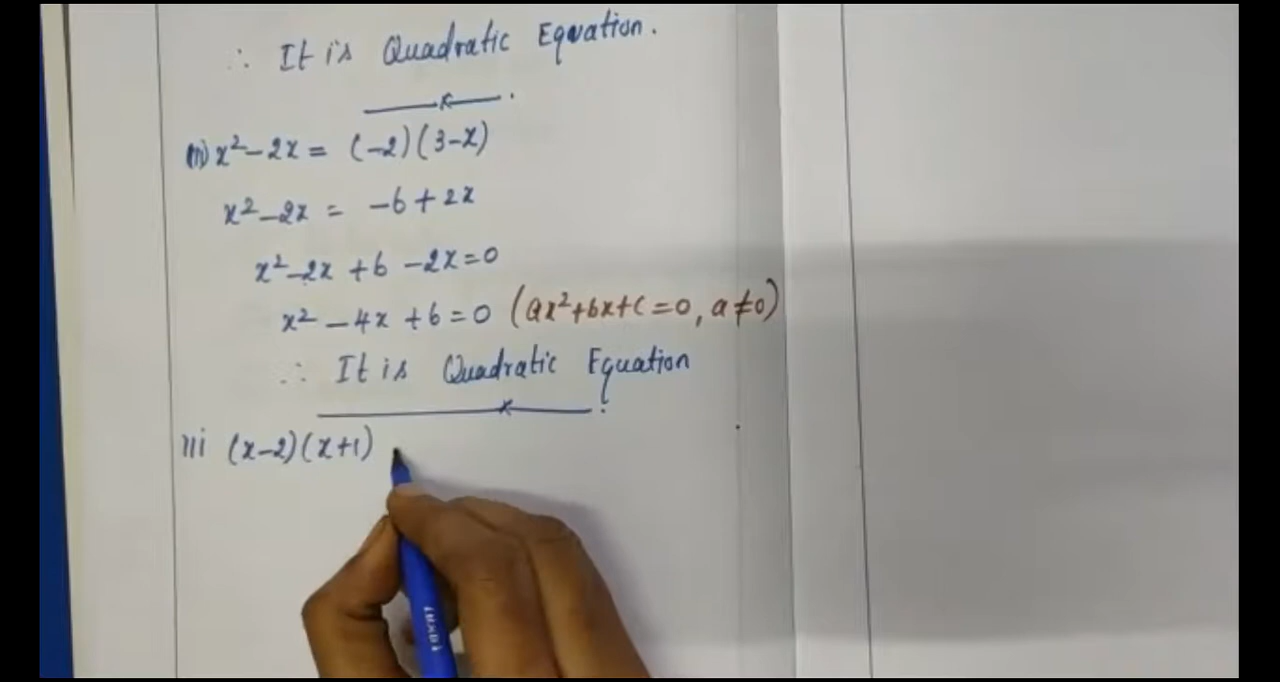 ∴ It is Quadratic Equation.
(ii) x² - 2x = (-2)(3-x)
x² - 2x = -6 + 2x
x² - 2x + 6 - 2x = 0
x² - 4x + 6 = 0 (ax² + bx + c = 0, a ≠ 0)
∴ It is Quadratic Equation
iii (x-2)(x+1)